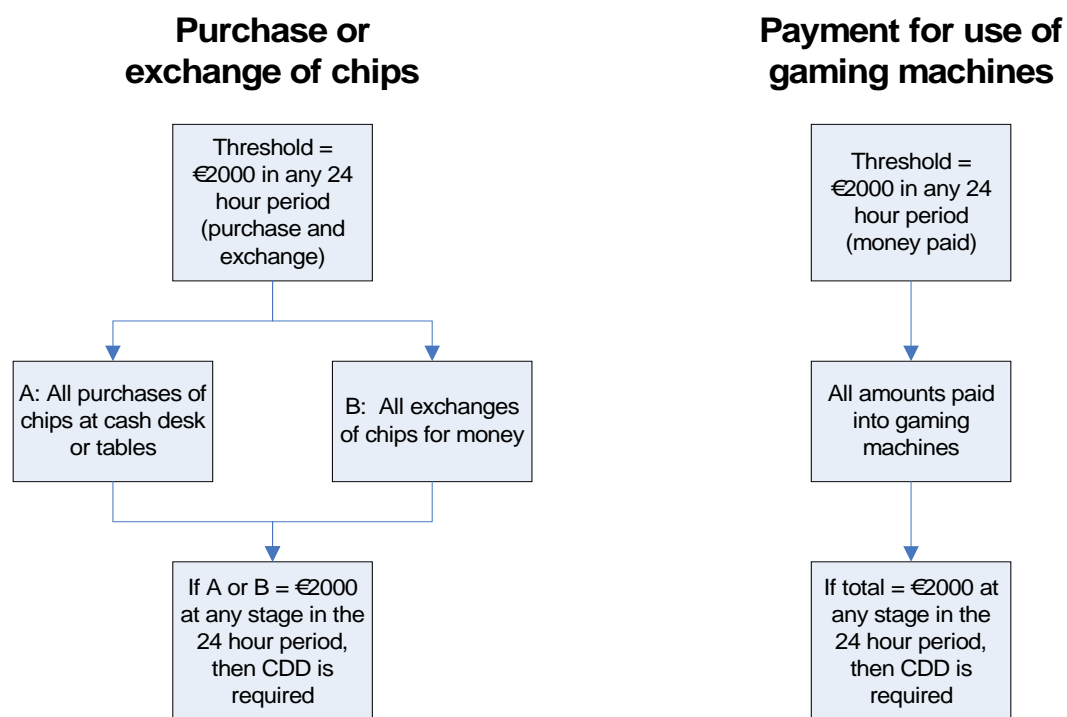 Purchase or
exchange of chips
Threshold =
€2000 in any 24
hour period
(purchase and
exchange)
A: All purchases of
chips at cash desk
or tables
B:  All exchanges
of chips for money
If A or B = €2000
at any stage in the
24 hour period,
then CDD is
required
Payment for use of
gaming machines
Threshold =
€2000 in any 24
hour period
(money paid)
All amounts paid
into gaming
machines
If total = €2000 at
any stage in the
24 hour period,
then CDD is
required